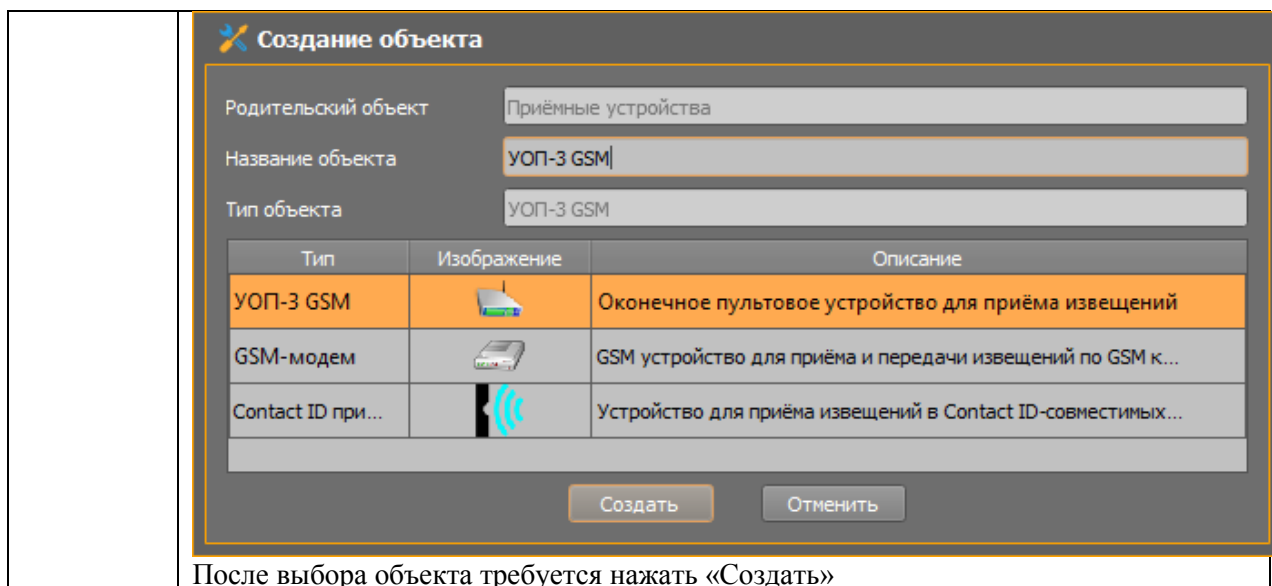 Создание объекта
Родительский объект Приёмные устройства
Название объекта УОП-3 GSM
Тип объекта УОП-3 GSM
Тип Изображение Описание
УОП-3 GSM Оконечное пультовое устройство для приёма извещений
GSM-модем GSM устройство для приёма и передачи извещений по GSM к...
Contact ID при... Устройство для приёма извещений в Contact ID-совместимых...
Создать Отменить
После выбора объекта требуется нажать «Создать»